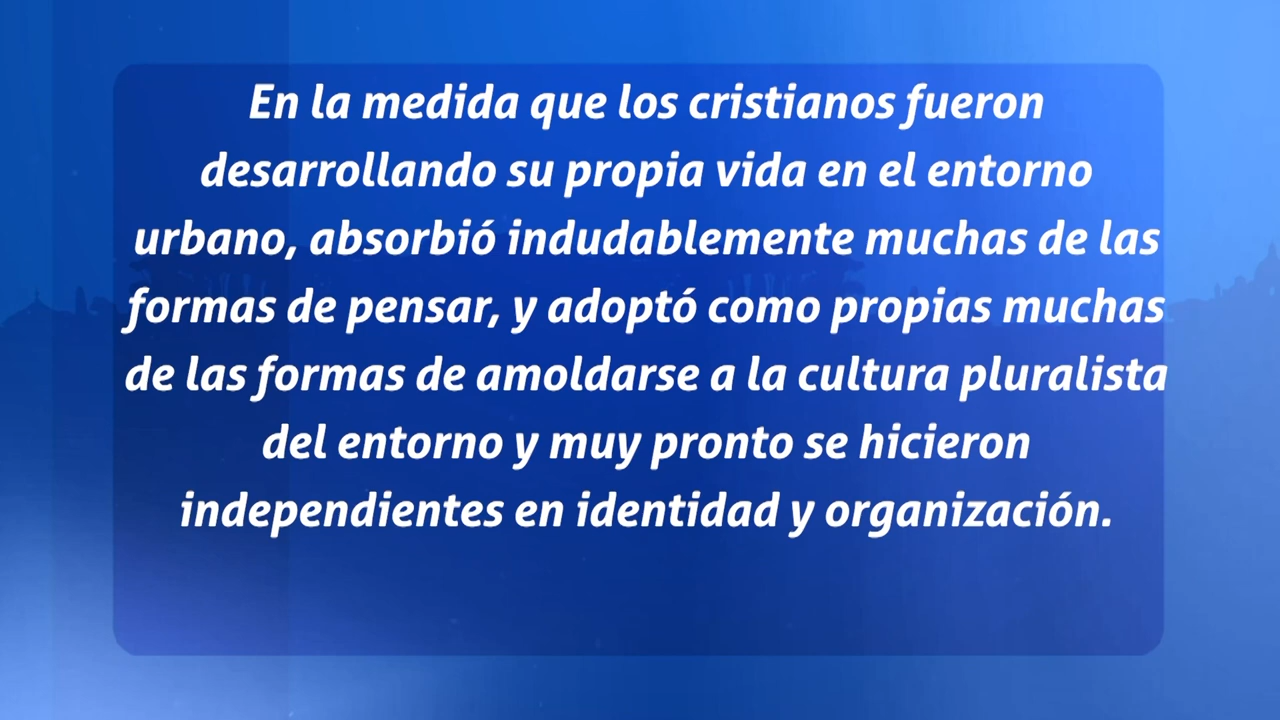 En la medida que los cristianos fueron
desarrollando su propia vida en el entorno
urbano, absorbió indudablemente muchas de las
formas de pensar, y adoptó como propias muchas
de las formas de amoldarse a la cultura pluralista
del entorno y muy pronto se hicieron
independientes en identidad y organización.